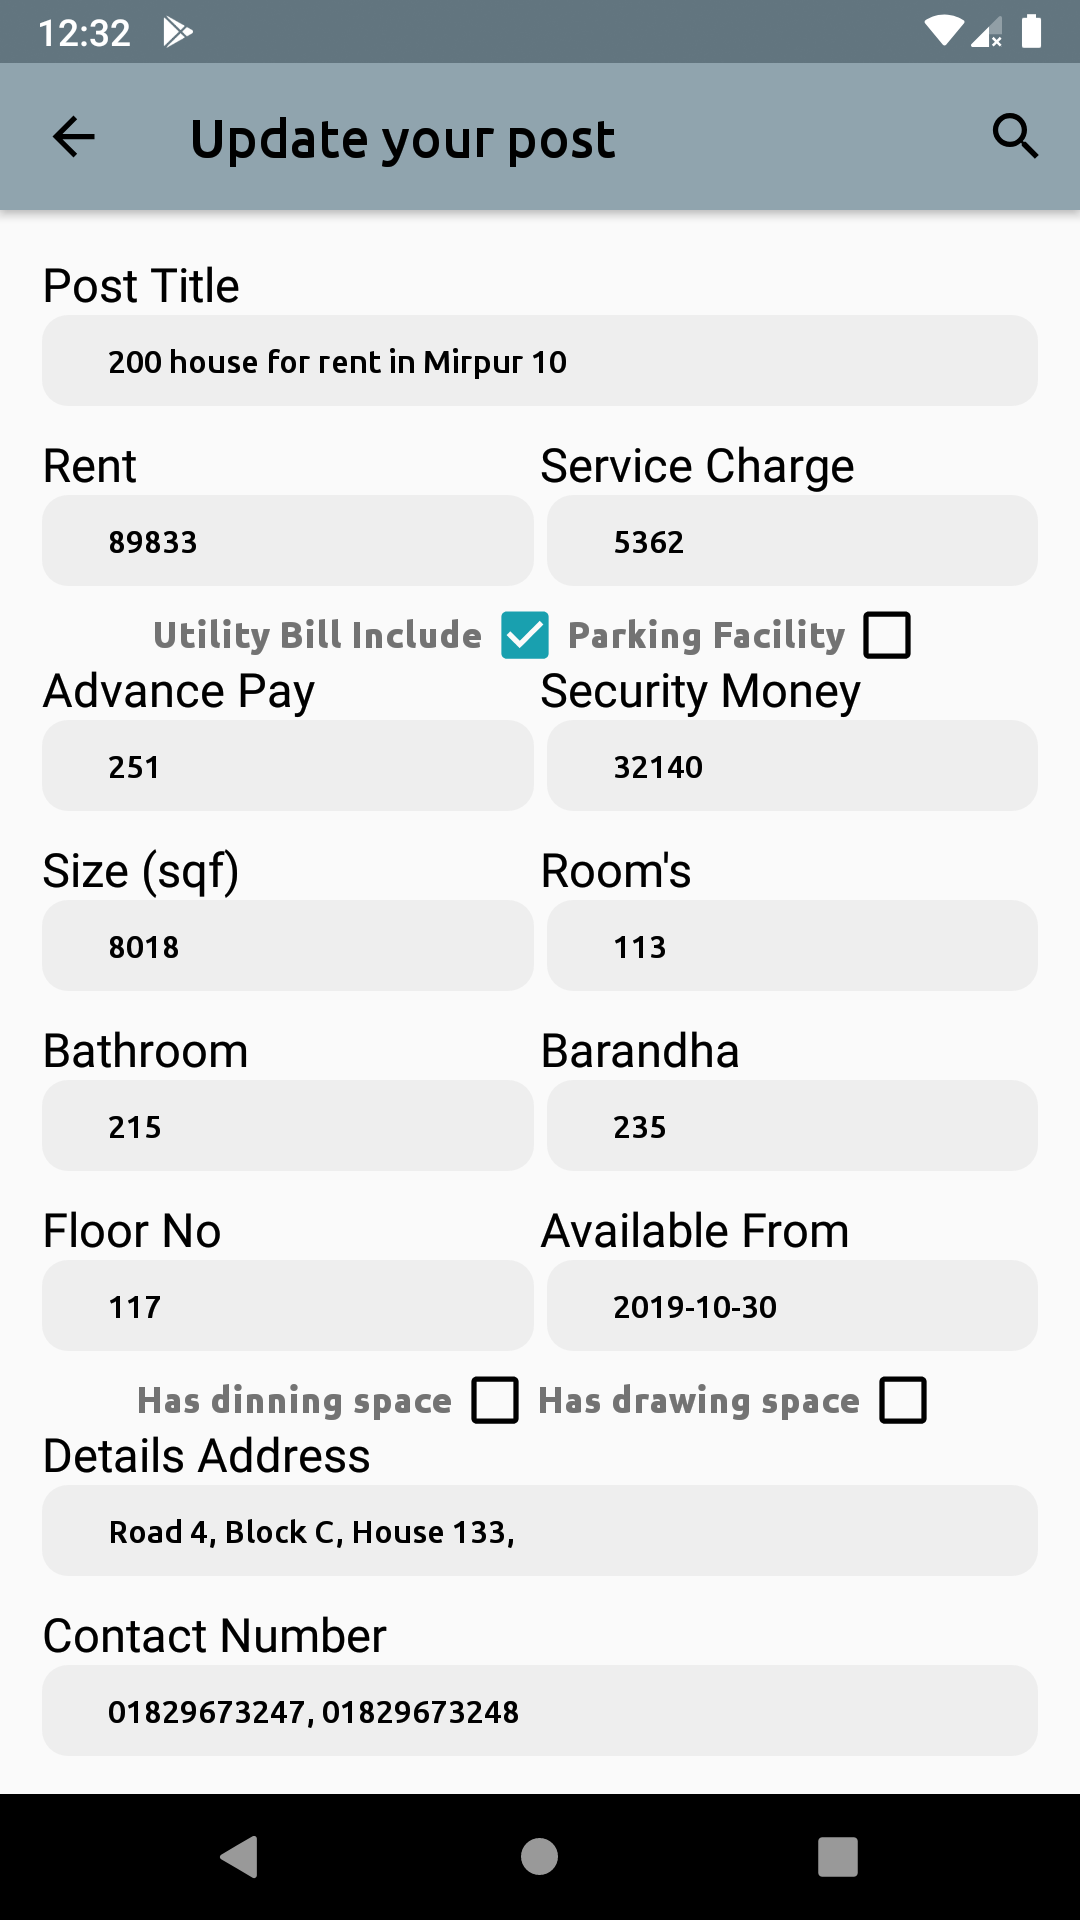 12:32
Update your post
Post Title
200 house for rent in Mirpur 10
Rent Service Charge
89833 5362
Utility Bill Include Parking Facility
Advance Pay Security Money
251 32140
Size (sqf) Room's
8018 113
Bathroom Barandha
215 235
Floor No Available From
117 2019-10-30
Has dinning space Has drawing space
Details Address
Road 4, Block C, House 133,
Contact Number
01829673247, 01829673248